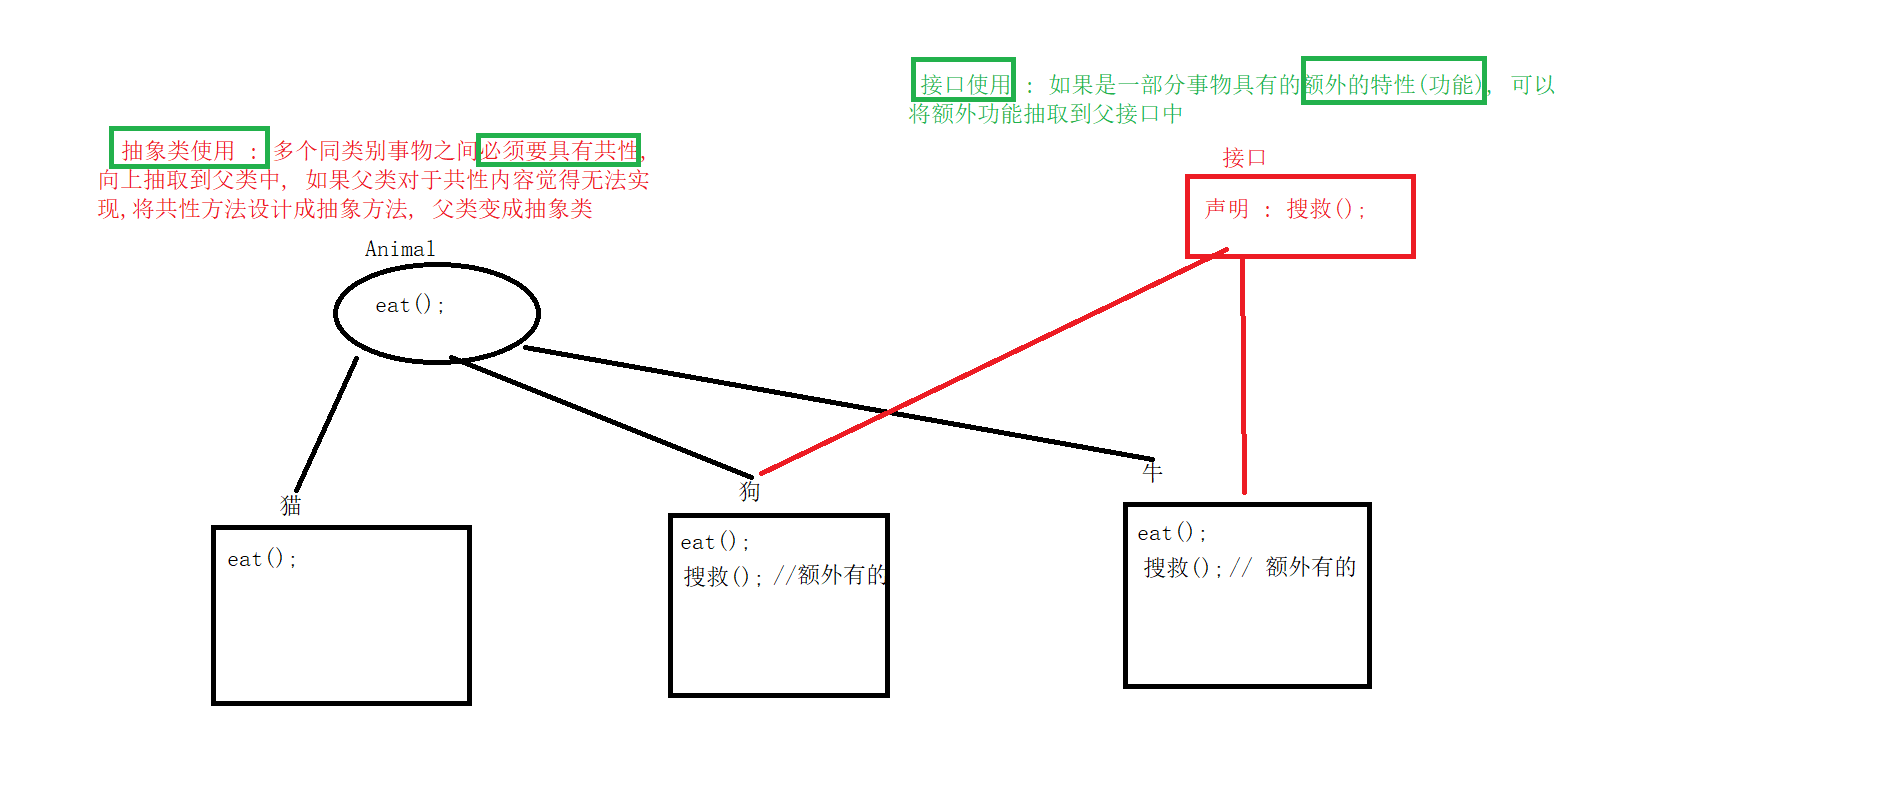 接口使用 : 如果是一部分事物具有的额外的特性(功能), 可以
将额外功能抽取到父接口中
抽象类使用 : 多个同类别事物之间必须要具有共性,
向上抽取到父类中, 如果父类对于共性内容觉得无法实
现,将共性方法设计成抽象方法, 父类变成抽象类
接口
声明 : 搜救();
Animal
eat();
猫
eat();
狗
eat();
搜救(); //额外有的
牛
eat();
搜救();// 额外有的